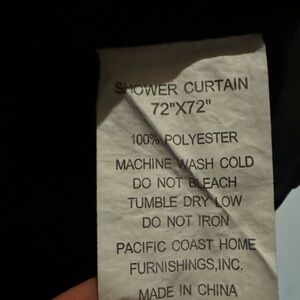 SHOWER CURTAIN
72"X72"
100% POLYESTER
MACHINE WASH COLD
DO NOT BLEACH
TUMBLE DRY LOW
DO NOT IRON
PACIFIC COAST HOME
FURNISHINGS,INC.
MADE IN CHINA